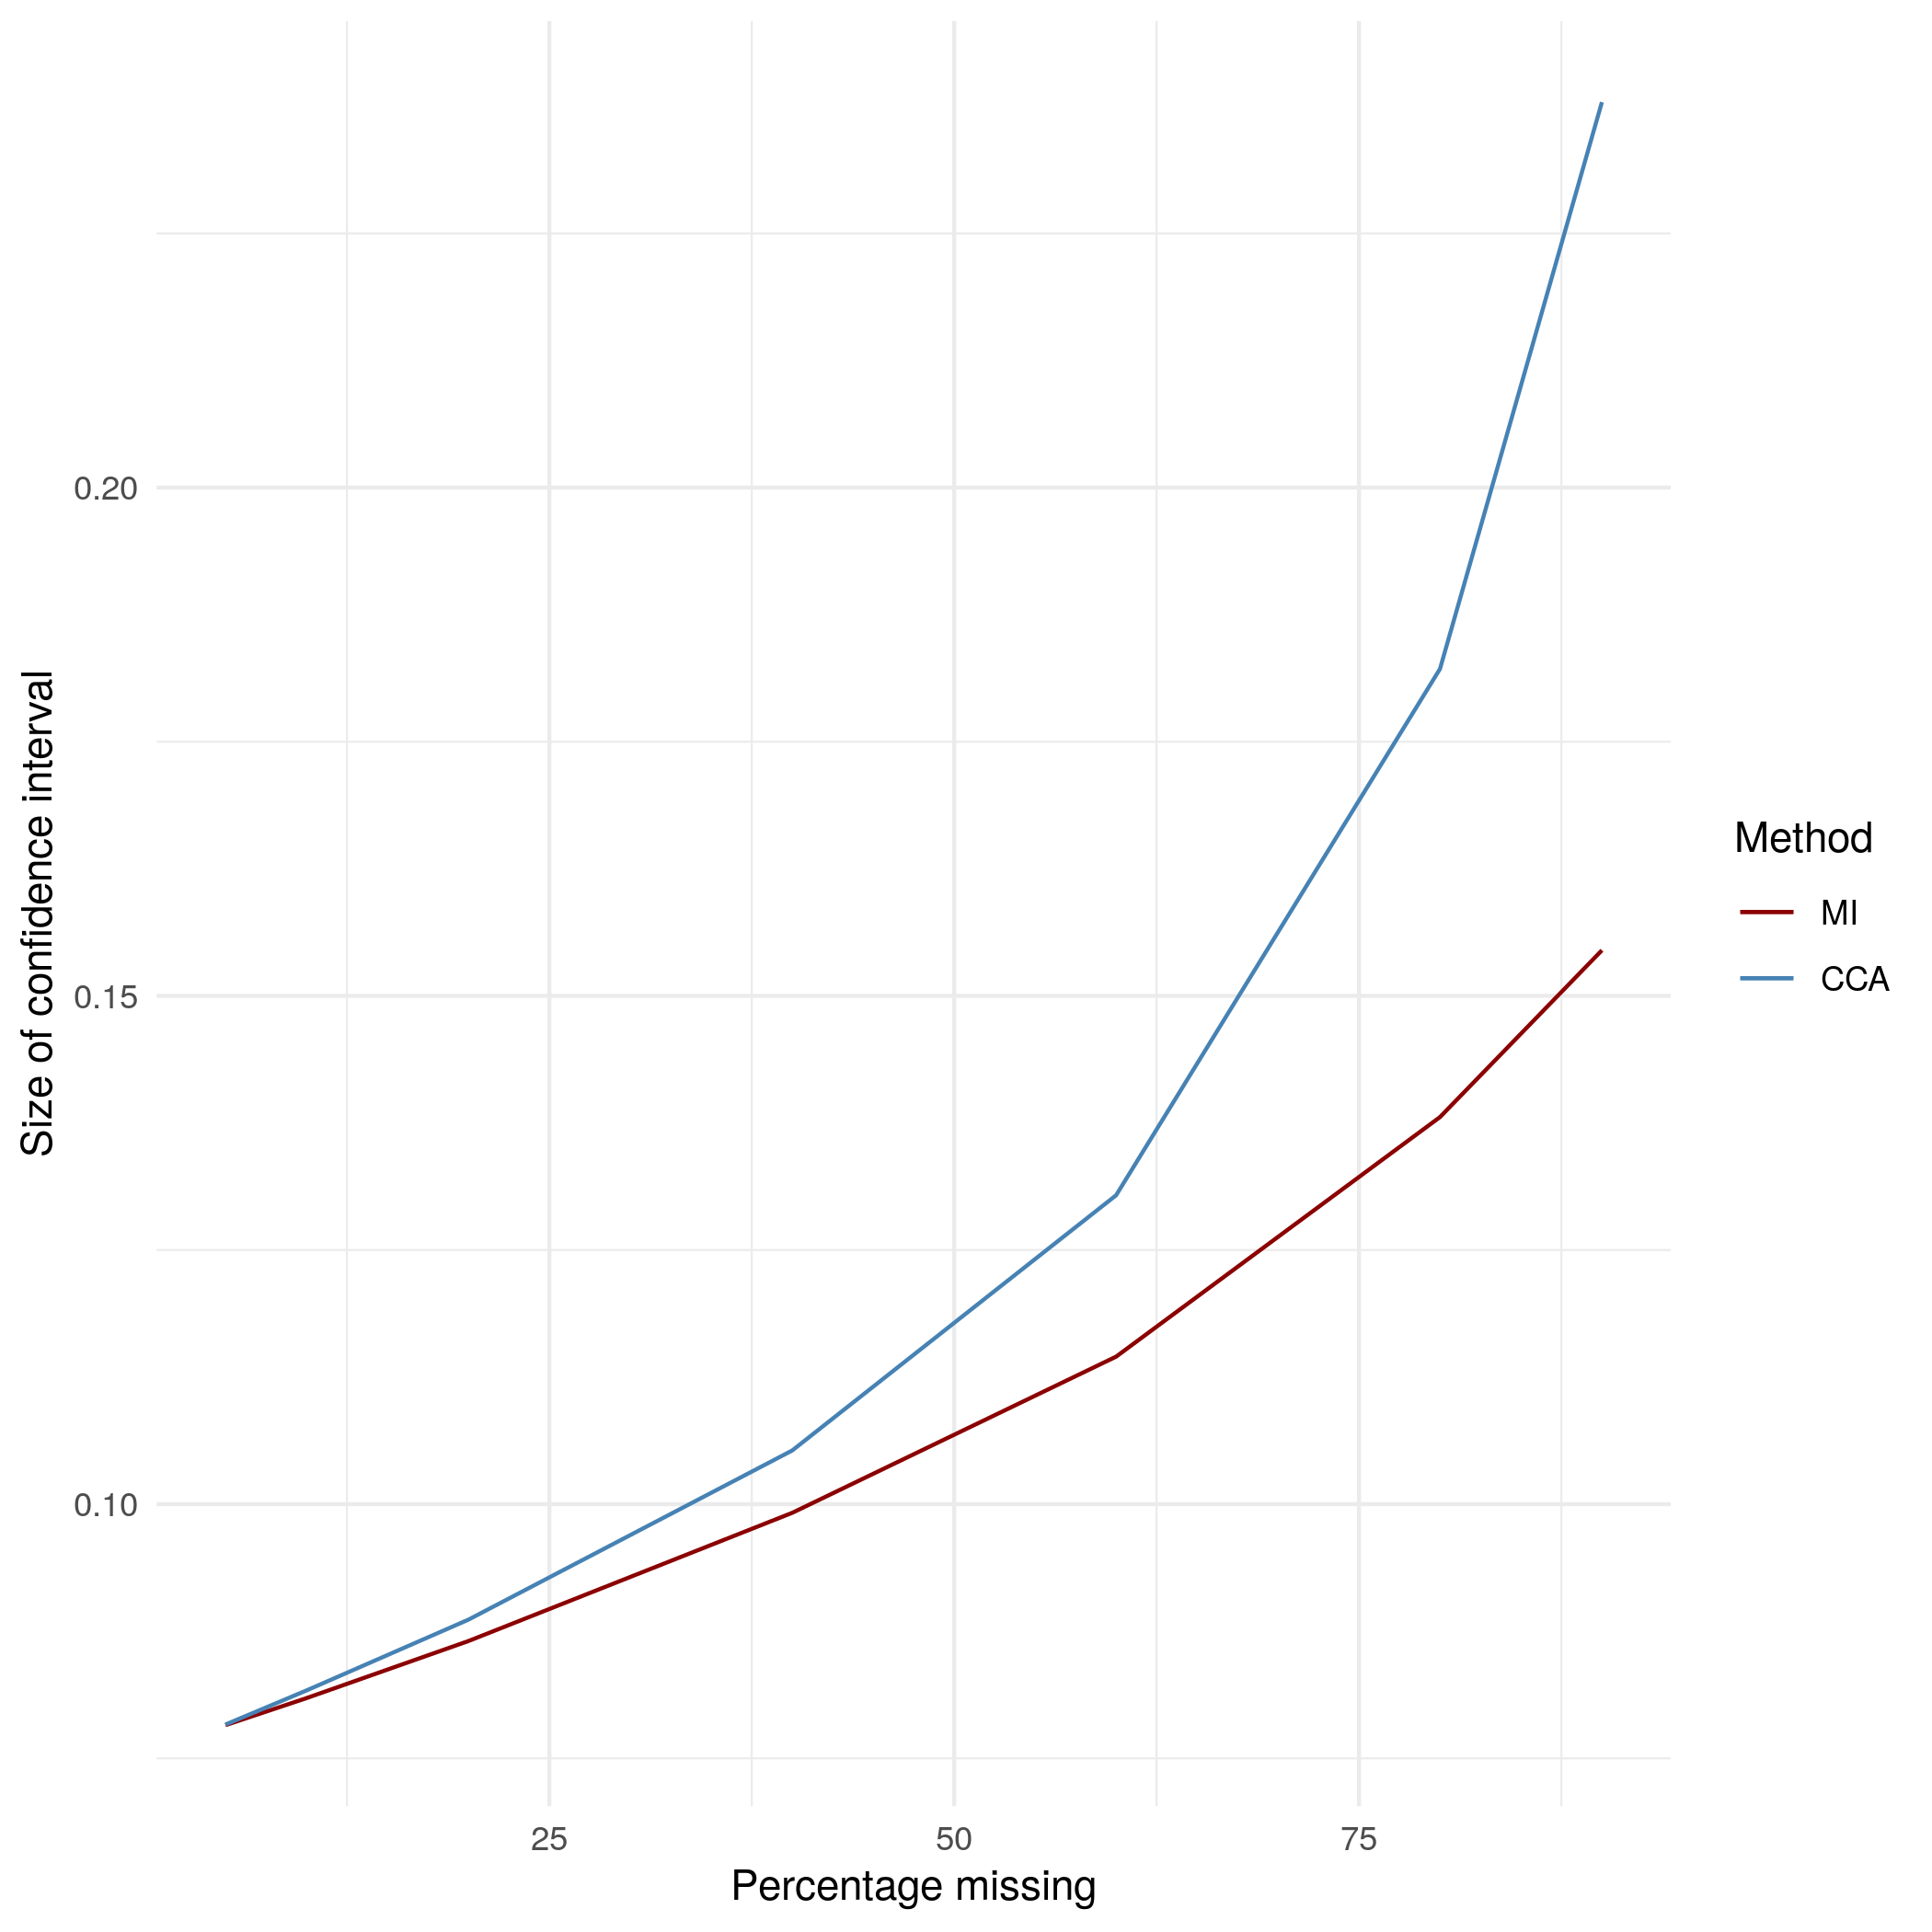 Size of confidence interval
0.20
0.15
0.10
25
50
75
Percentage missing
Method
MI
CCA